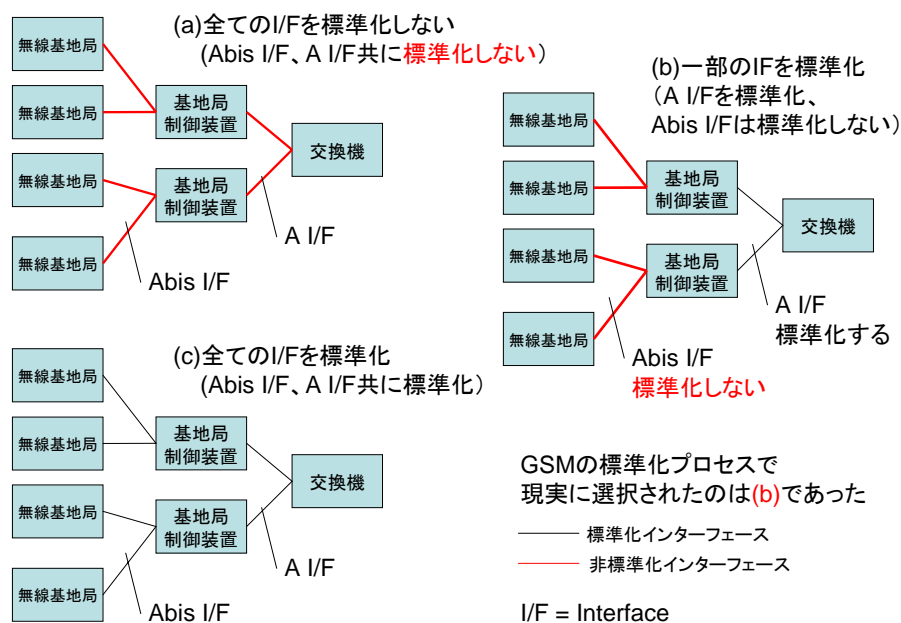 (a)全てのI/Fを標準化しない
(Abis I/F、A I/F共に標準化しない）
無線基地局
無線基地局
無線基地局
無線基地局
基地局
制御装置
基地局
制御装置
交換機
A I/F
Abis I/F
(b)一部のIFを標準化
（A I/Fを標準化、
Abis I/Fは標準化しない）
無線基地局
無線基地局
無線基地局
無線基地局
基地局
制御装置
基地局
制御装置
交換機
A I/F
標準化する
Abis I/F
標準化しない
(c)全てのI/Fを標準化
(Abis I/F、A I/F共に標準化）
無線基地局
無線基地局
無線基地局
無線基地局
基地局
制御装置
基地局
制御装置
交換機
A I/F
Abis I/F
GSMの標準化プロセスで
現実に選択されたのは(b)であった
標準化インターフェース
非標準化インターフェース
I/F = Interface